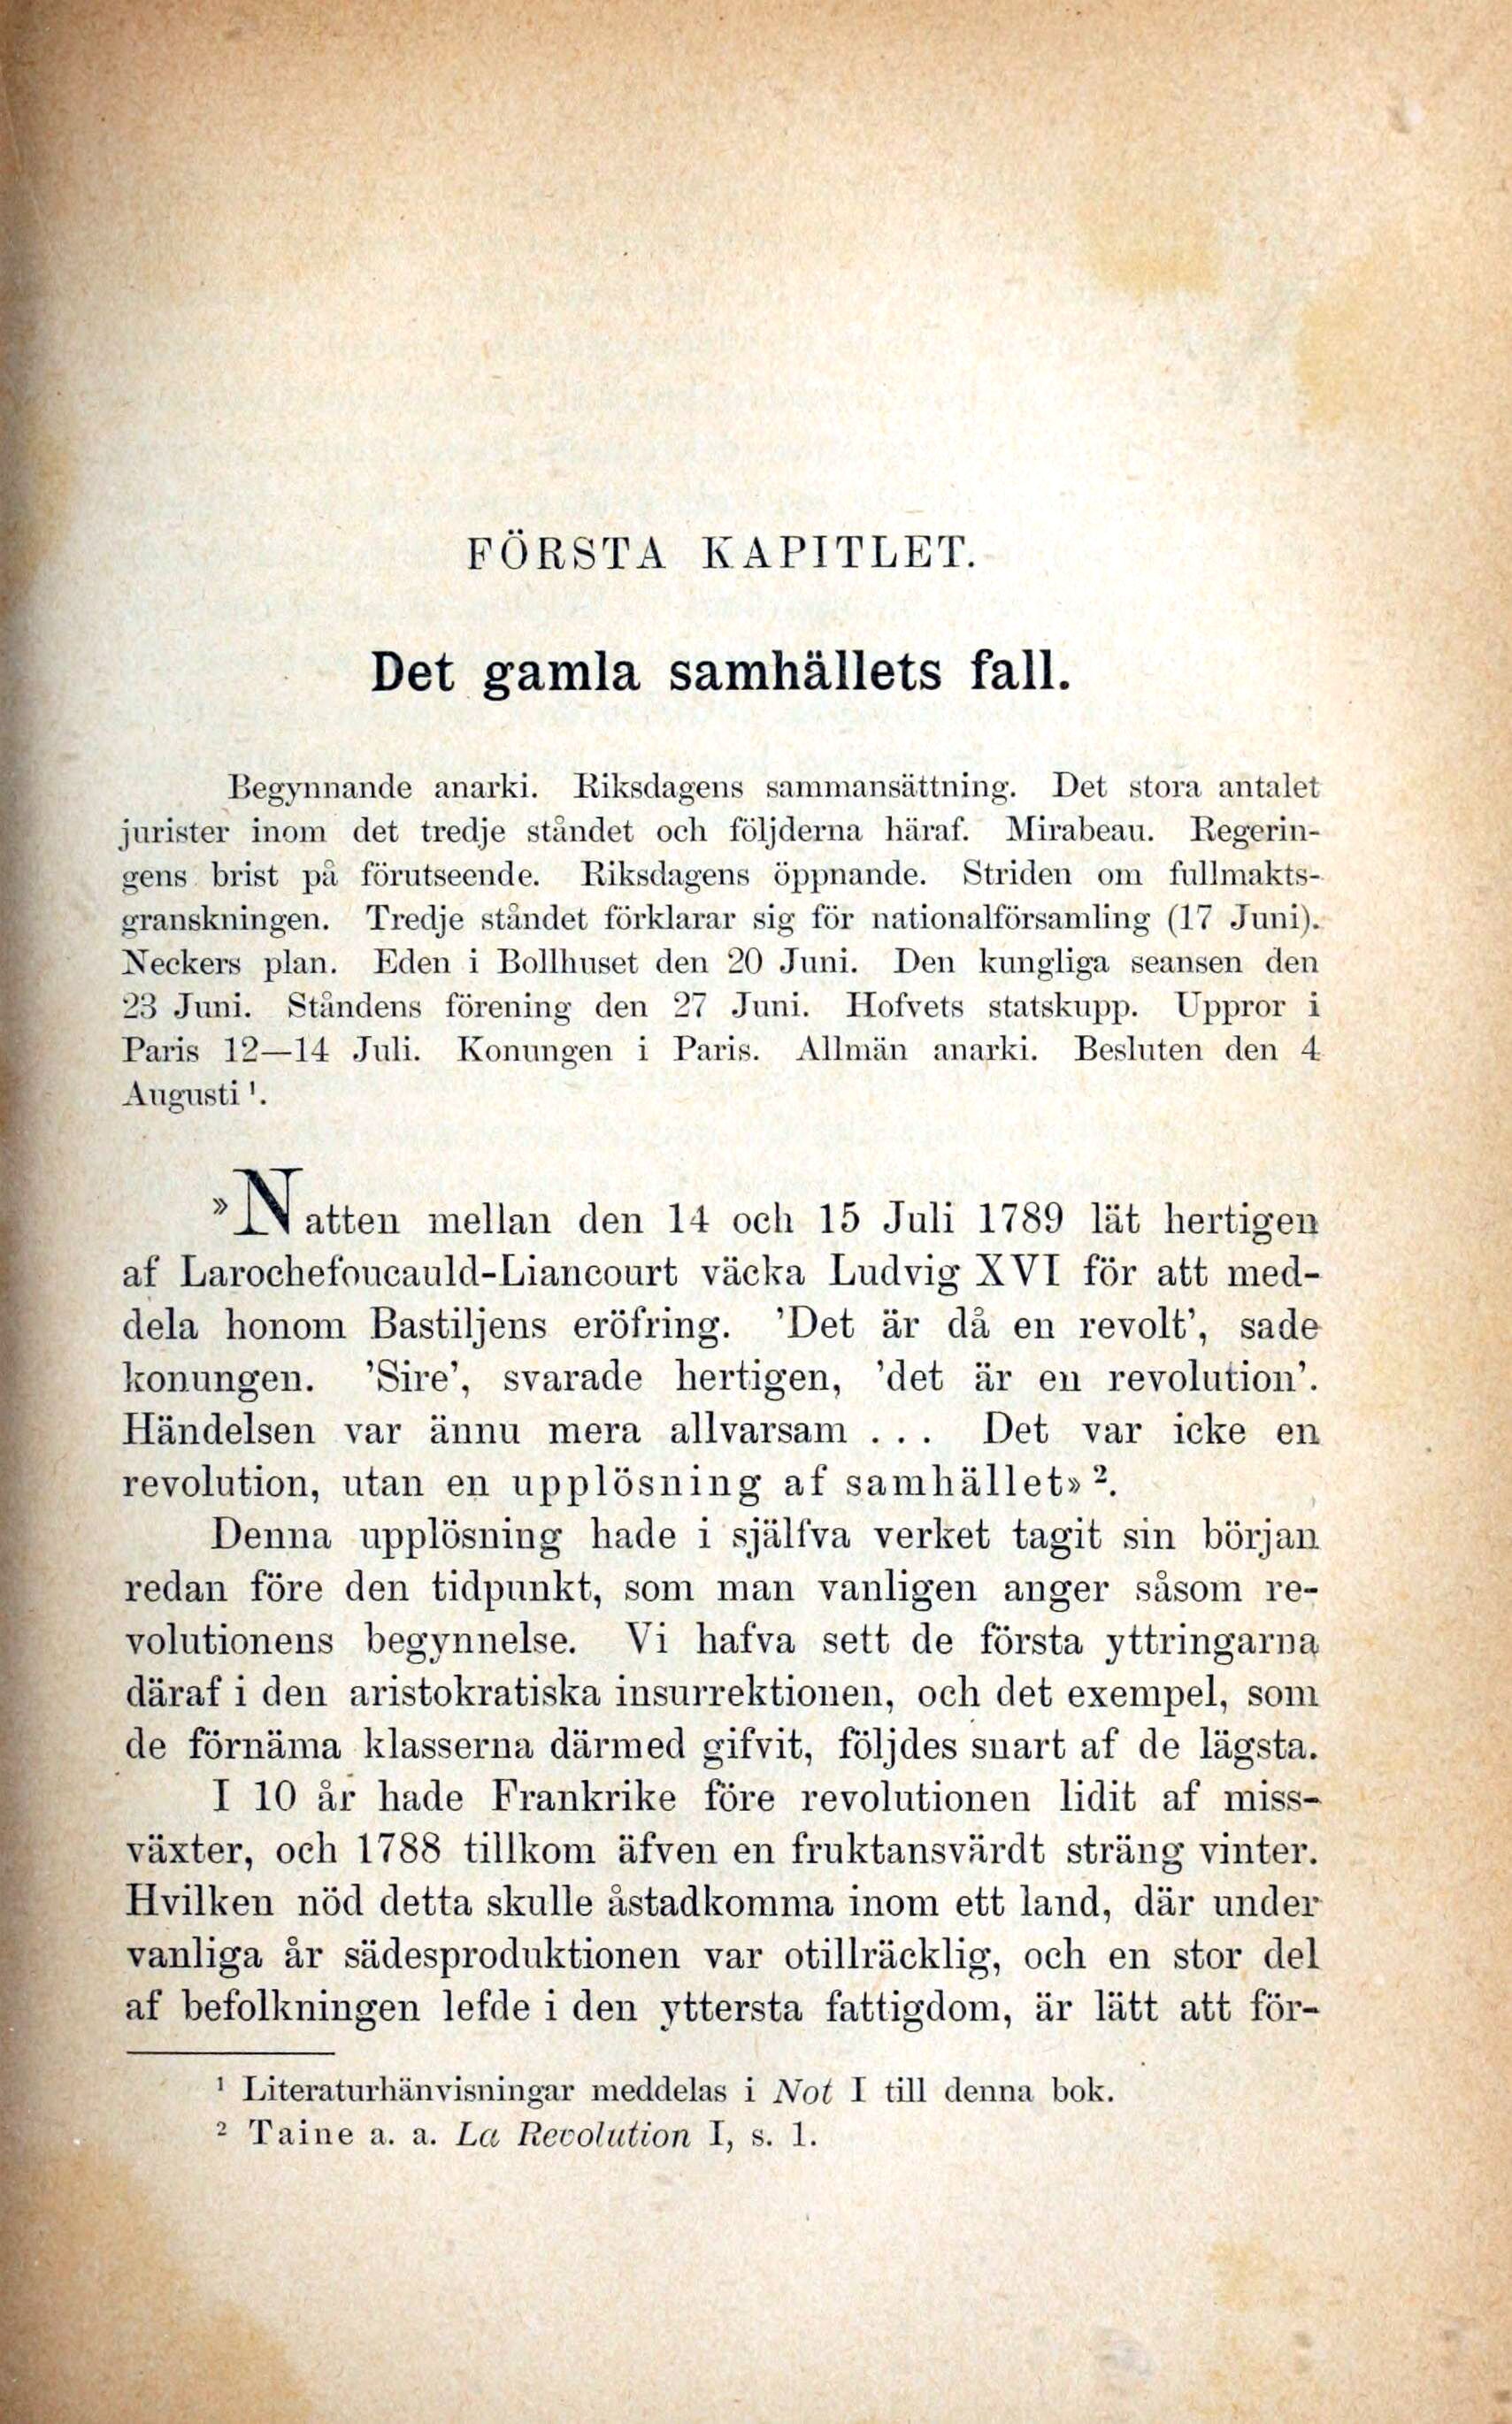 FÖRSTA KAPITLET.
Det gamla samhällets fall.
Begynnande anarki. Riksdagens sammansättning. Det stora antalet
jurister inom det tredje ståndet och följderna häraf. Mirabeau. Regerin-
gens brist på förutseende. Riksdagens öppnande. Striden om fullmakts-
granskningen. Tredje ståndet förklarar sig för nationalförsamling (17 Juni).
Neckers plan. Eden i Bollhuset den 20 Juni. Den kungliga seansen den
23 Juni. Ståndens förening den 27 Juni. Hofvets statskupp. Uppror i
Paris 12—14 Juli. Konungen i Paris. Allmän anarki. Besluten den 4
Augusti ¹.
»Natten mellan den 14 och 15 Juli 1789 lät hertigen
af Larochefoucauld-Liancourt väcka Ludvig XVI för att med-
dela honom Bastiljens eröfring. ’Det är då en revolt’, sade
konungen. ’Sire’, svarade hertigen, ’det är en revolution’.
Händelsen var ännu mera allvarsam . . . Det var icke en
revolution, utan en upplösning af samhället» ².
Denna upplösning hade i själfva verket tagit sin början
redan före den tidpunkt, som man vanligen anger såsom re-
volutionens begynnelse. Vi hafva sett de första yttringarna
däraf i den aristokratiska insurrektionen, och det exempel, som
de förnäma klasserna därmed gifvit, följdes snart af de lägsta.
I 10 år hade Frankrike före revolutionen lidit af miss-
växter, och 1788 tillkom äfven en fruktansvärdt sträng vinter.
Hvilken nöd detta skulle åstadkomma inom ett land, där under
vanliga år sädesproduktionen var otillräcklig, och en stor del
af befolkningen lefde i den yttersta fattigdom, är lätt att för-
¹ Literaturhänvisningar meddelas i Not I till denna bok.
² Taine a. a. La Revolution I, s. 1.